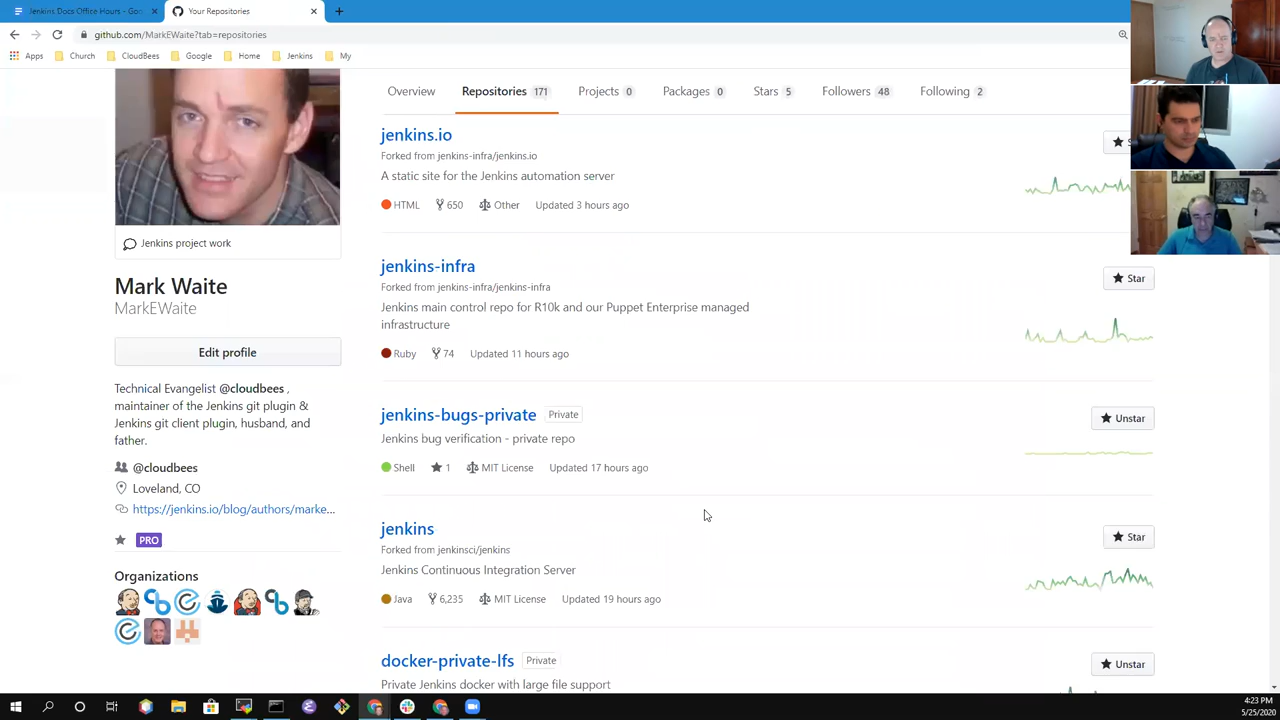 Jenkins Docs Office Hours - Goo
Your Repositories
github.com/MarkEWaite?tab=repositories
Apps
Church
CloudBees
Google
Home
Jenkins
My
Overview
Repositories 171
Projects 0
Packages 0
Stars 5
Followers 48
Following 2
Jenkins project work
Mark Waite
MarkEWaite
Edit profile
Technical Evangelist @cloudbees ,
maintainer of the Jenkins git plugin &
Jenkins git client plugin, husband, and
father.
@cloudbees
Loveland, CO
https://jenkins.io/blog/authors/marke...
PRO
Organizations
jenkins.io
Forked from jenkins-infra/jenkins.io
A static site for the Jenkins automation server
HTML 650 Other Updated 3 hours ago
jenkins-infra
Star
Forked from jenkins-infra/jenkins-infra
Jenkins main control repo for R10k and our Puppet Enterprise managed
infrastructure
Ruby 74 Updated 11 hours ago
jenkins-bugs-private Private
Unstar
Jenkins bug verification - private repo
Shell 1 MIT License Updated 17 hours ago
jenkins
Star
Forked from jenkinsci/jenkins
Jenkins Continuous Integration Server
Java 6,235 MIT License Updated 19 hours ago
docker-private-lfs Private
Unstar
Private Jenkins docker with large file support
4:23 PM
5/25/2020